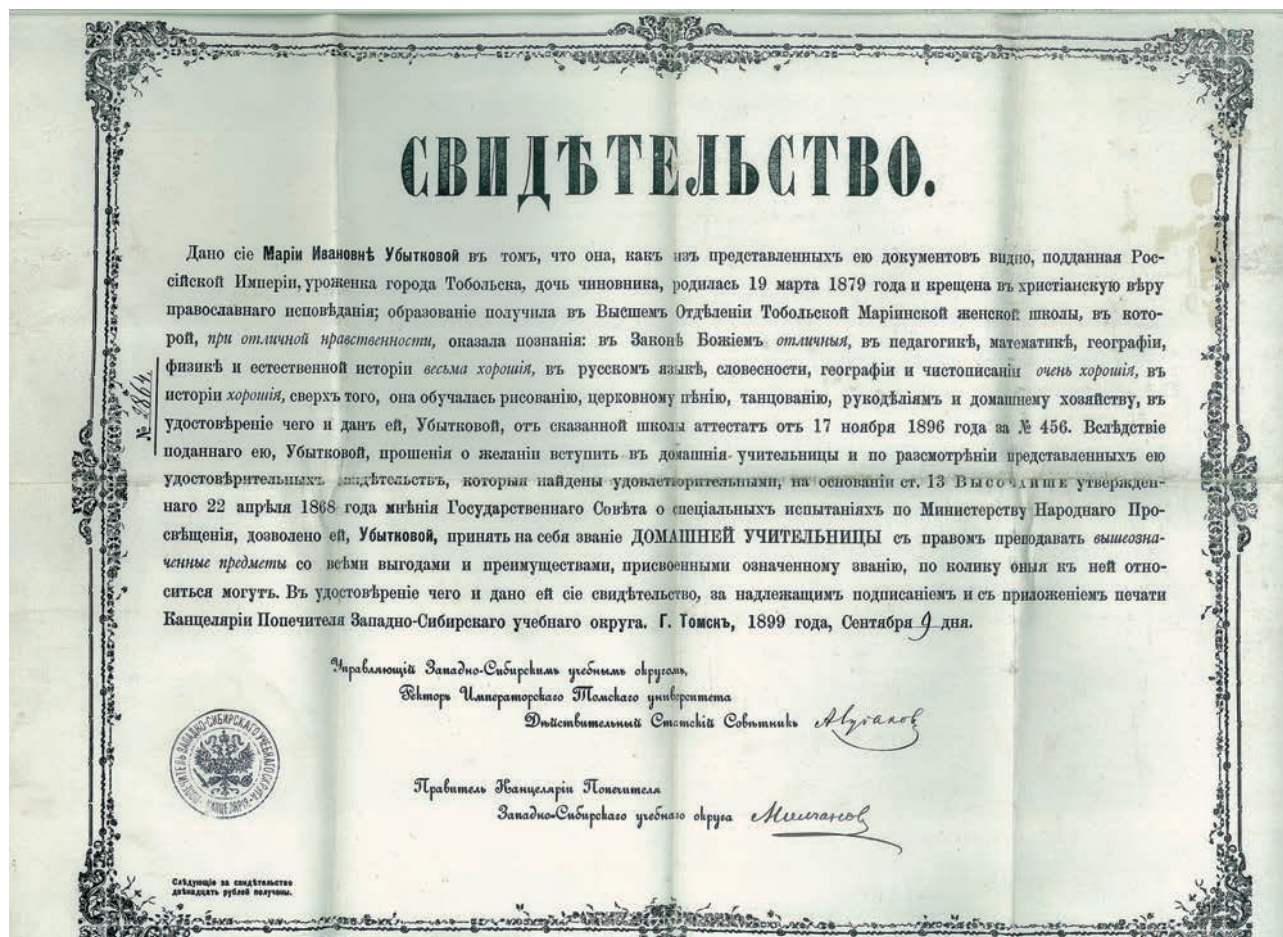 СВИДѢТЕЛЬСТВО.
Дано сіе Маріи Ивановнѣ Убытковой въ томъ, что она, какъ изъ представленныхъ ею документовъ видно, подданная Рос-
сійской Имперіи, уроженка города Тобольска, дочь чиновника, родилась 19 марта 1879 года и крещена въ христіанскую вѣру
православнаго исповѣданія; образованіе получила въ Высшемъ Отдѣленіи Тобольской Маріинской женской школы, въ кото-
рой, при отличной нравственности, оказала познанія: въ Законѣ Божіемъ отличныя, въ педагогикѣ, математикѣ, географіи,
физикѣ и естественной исторіи весьма хорошія, въ русскомъ языкѣ, словесности, географіи и чистописаніи очень хорошія, въ
исторіи хорошія, сверхъ того, она обучалась рисованію, церковному пѣнію, танцованію, рукодѣліямъ и домашнему хозяйству, въ
удостовѣреніе чего и данъ ей, Убытковой, отъ сказанной школы аттестатъ отъ 17 ноября 1896 года за № 456. Вслѣдствіе
поданнаго ею, Убытковой, прошенія о желаніи вступить въ домашнія учительницы и по разсмотрѣніи представленныхъ ею
удостовѣрительныхъ свидѣтельствъ, которыя найдены удовлетворительными, на основаніи ст. 13 Высочайше утвержден-
наго 22 апрѣля 1868 года мнѣнія Государственнаго Совѣта о спеціальныхъ испытаніяхъ по Министерству Народнаго Про-
свѣщенія, дозволено ей, Убытковой, принять на себя званіе ДОМАШНЕЙ УЧИТЕЛЬНИЦЫ съ правомъ преподавать вышеозна-
ченные предметы со всѣми выгодами и преимуществами, присвоенными означенному званію, по колику оныя къ ней отно-
ситься могутъ. Въ удостовѣреніе чего и дано ей сіе свидѣтельство, за надлежащимъ подписаніемъ и съ приложеніемъ печати
Канцеляріи Попечителя Западно-Сибирскаго учебнаго округа. Г. Томскъ, 1899 года, Сентября 9 дня.
№ 2864.
Управляющій Западно-Сибирскимъ учебнымъ округомъ,
Ректоръ Императорскаго Томскаго университета
Дѣйствительный Статскій Совѣтникъ
Правитель Канцеляріи Попечителя
Западно-Сибирскаго учебнаго округа
ПОПЕЧИТЕЛЬ ЗАПАДНО-СИБИРСКАГО УЧЕБНАГО ОКРУГА
КАНЦЕЛЯРІЯ
Слѣдующіе за свидѣтельство
двѣнадцать рублей получены.